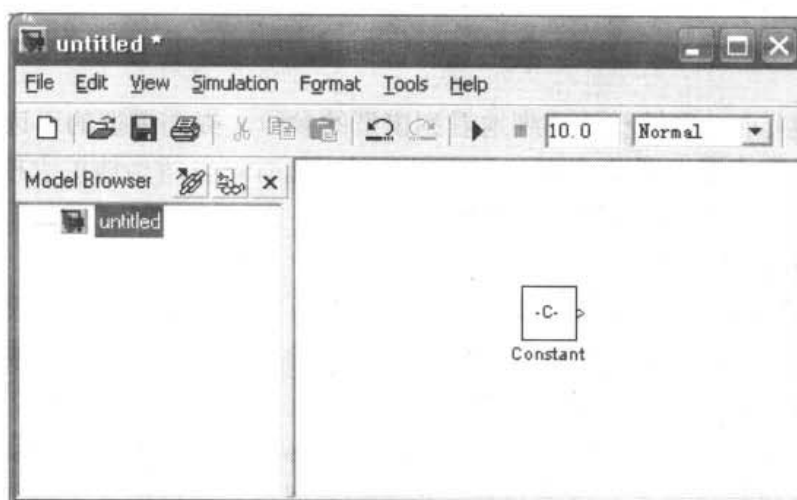 untitled *
File Edit View Simulation Format Tools Help
10.0 Normal
Model Browser
untitled
-C-
Constant